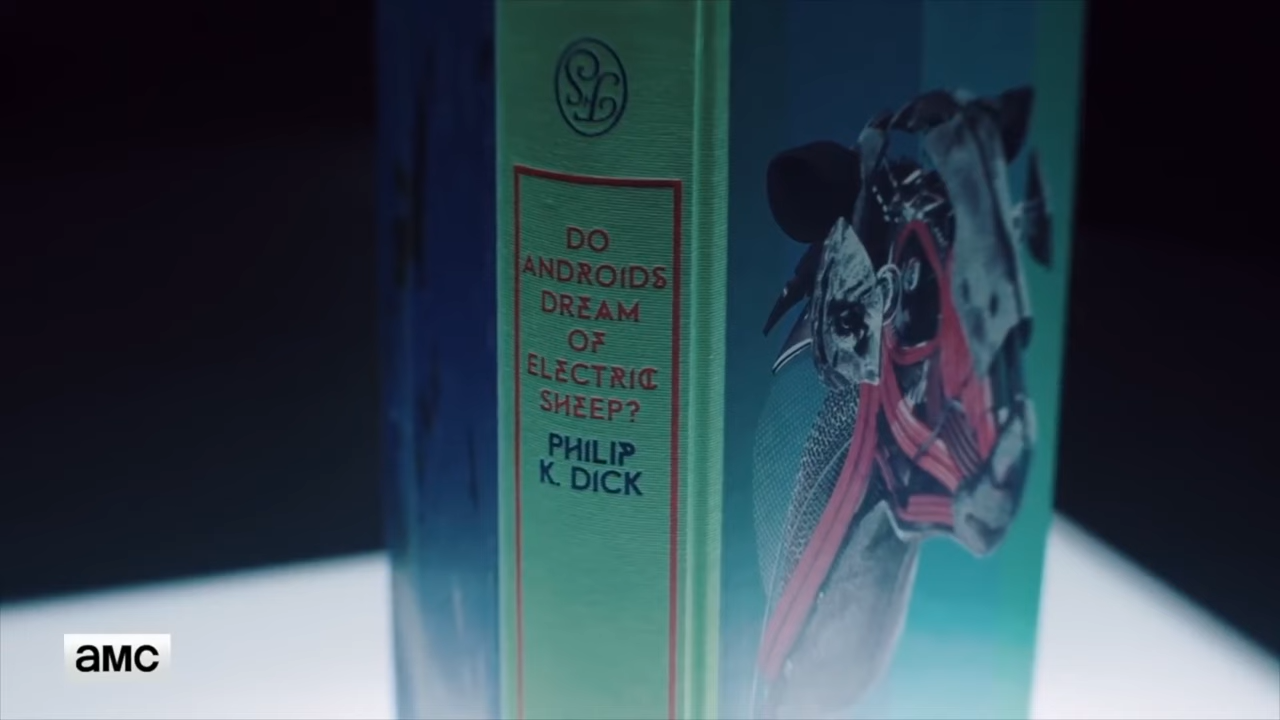 DO
ANDROIDS
DREAM
OF
ELECTRIC
SHEEP?
PHILIP
K. DICK
aMC